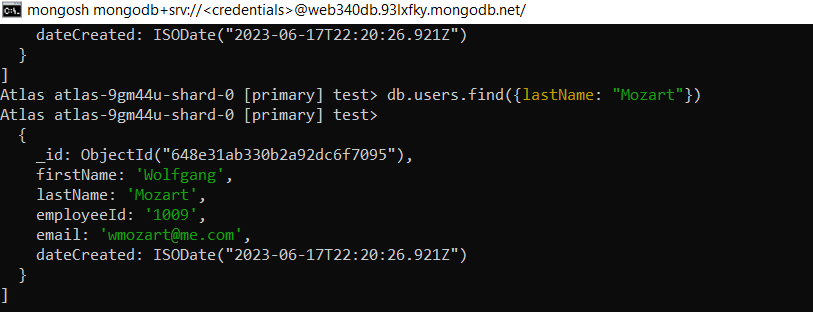 mongosh mongodb+srv://<credentials>@web340db.93lxfky.mongodb.net/
dateCreated: ISODate("2023-06-17T22:20:26.921Z")
}
]
Atlas atlas-9gm44u-shard-0 [primary] test> db.users.find({lastName: "Mozart"})
Atlas atlas-9gm44u-shard-0 [primary] test>
{
_id: ObjectId("648e31ab330b2a92dc6f7095"),
firstName: 'Wolfgang',
lastName: 'Mozart',
employeeId: '1009',
email: 'wmozart@me.com',
dateCreated: ISODate("2023-06-17T22:20:26.921Z")
}
]